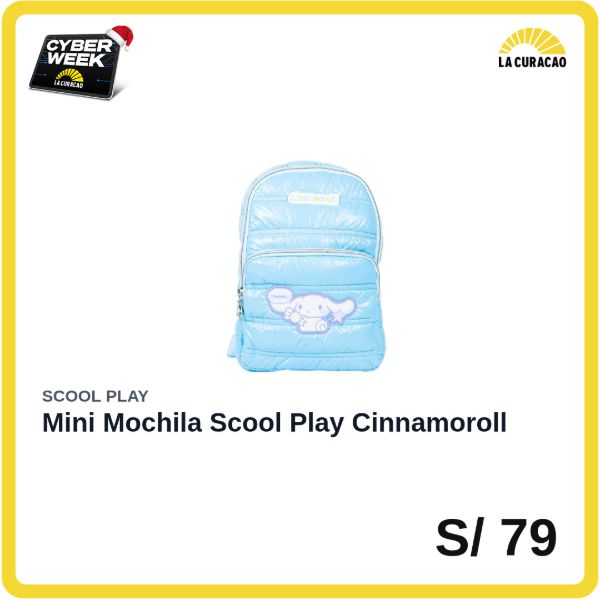 CYBER
WEEK
LA CURACAO
LA CURACAO
SCOOL PLAY
Mini Mochila Scool Play Cinnamoroll
S/ 79